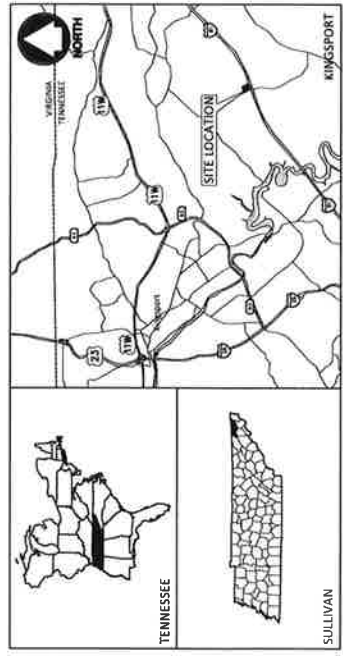 NORTH
VIRGINIA
TENNESSEE
11W
11W
SITE LOCATION
23
11W
KINGSPORT
TENNESSEE
SULLIVAN